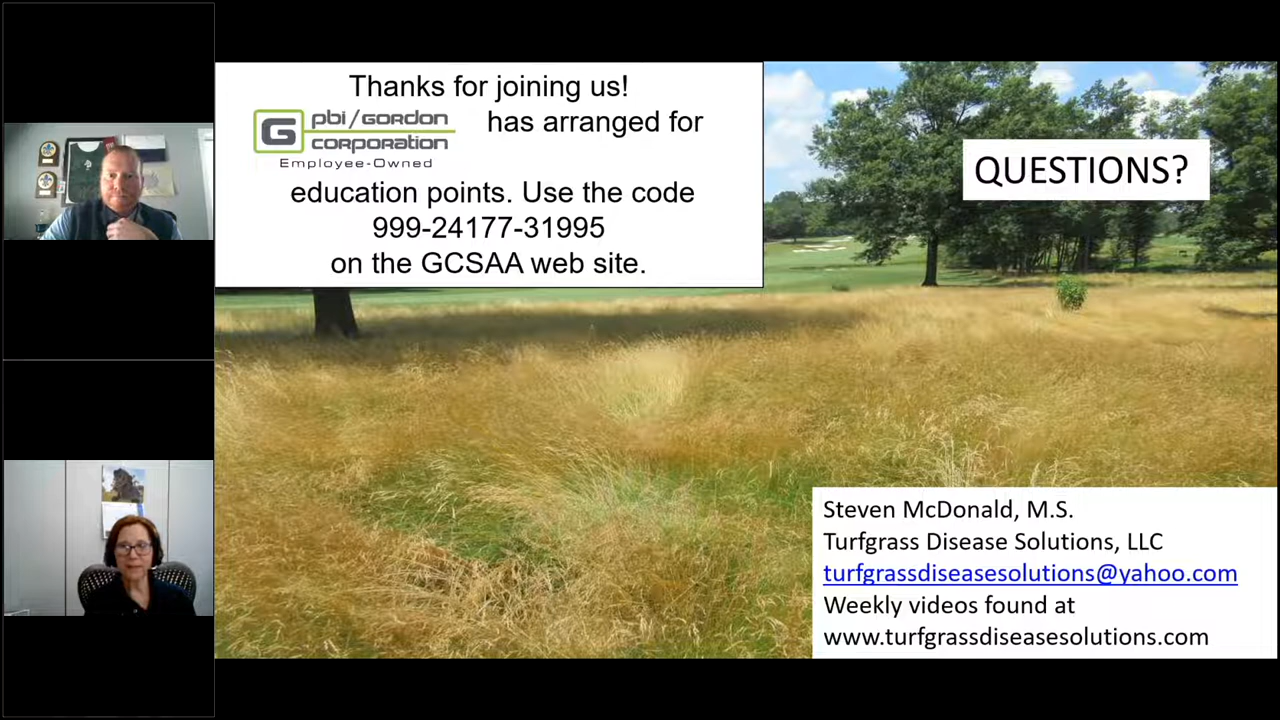 Thanks for joining us!
G pbi/GORDON CORPORATION Employee-Owned has arranged for
education points. Use the code
999-24177-31995
on the GCSAA web site.
QUESTIONS?
Steven McDonald, M.S.
Turfgrass Disease Solutions, LLC
turfgrassdiseasesolutions@yahoo.com
Weekly videos found at
www.turfgrassdiseasesolutions.com